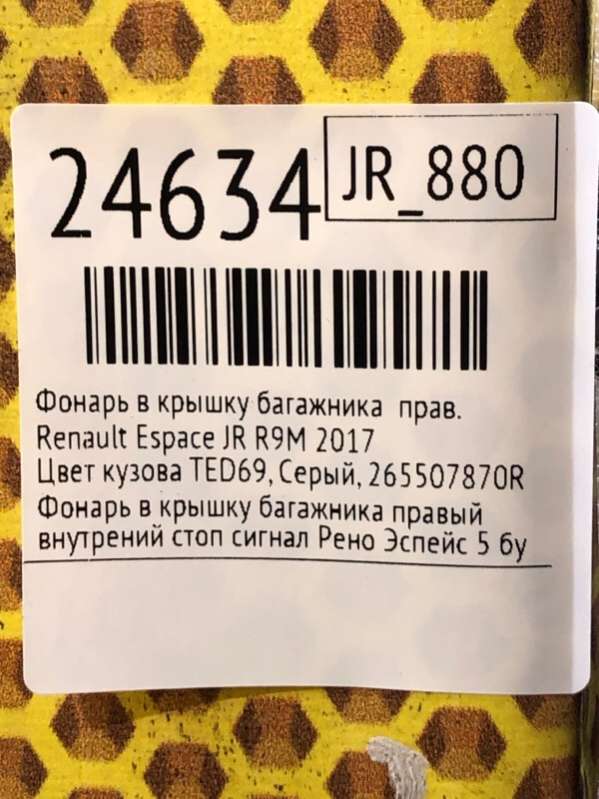 24634
JR_880
Фонарь в крышку багажника прав.
Renault Espace JR R9M 2017
Цвет кузова TED69, Серый, 265507870R
Фонарь в крышку багажника правый
внутрений стоп сигнал Рено Эспейс 5 бу